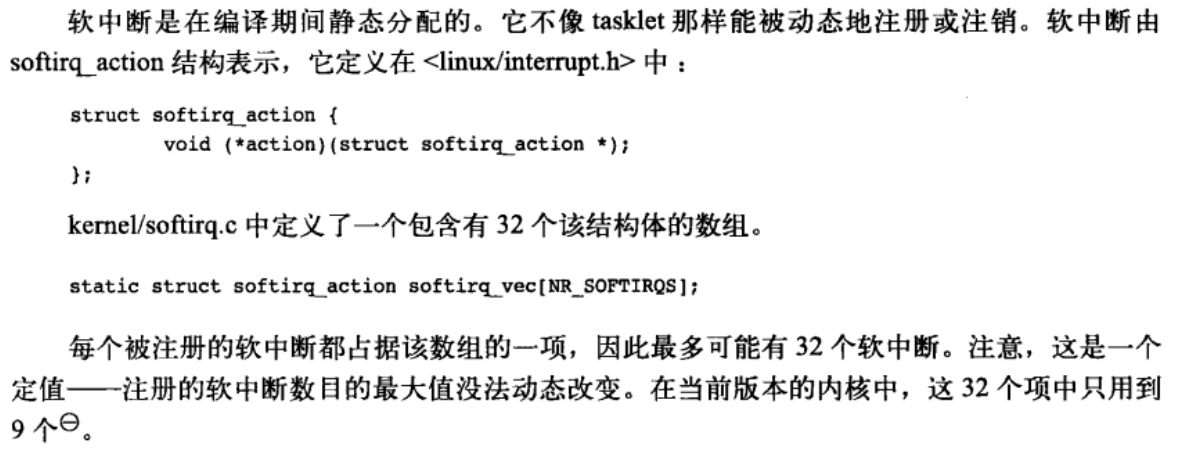 软中断是在编译期间静态分配的。它不像 tasklet 那样能被动态地注册或注销。软中断由
softirq_action 结构表示，它定义在 <linux/interrupt.h> 中：
struct softirq_action {
void (*action)(struct softirq_action *);
};
kernel/softirq.c 中定义了一个包含有 32 个该结构体的数组。
static struct softirq_action softirq_vec[NR_SOFTIRQS];
每个被注册的软中断都占据该数组的一项，因此最多可能有 32 个软中断。注意，这是一个
定值——注册的软中断数目的最大值没法动态改变。在当前版本的内核中，这 32 个项中只用到
9 个⊖。